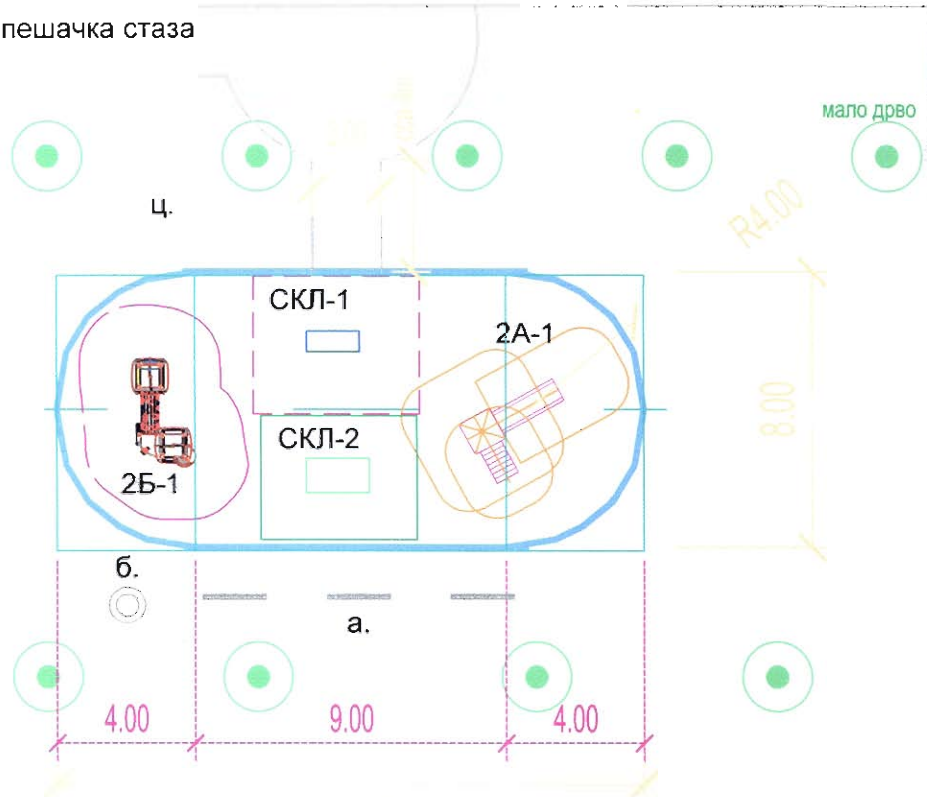 пешачка стаза
мало дрво
ц.
R4.00
СКЛ-1
2А-1
8.00
СКЛ-2
2Б-1
б.
а.
4.00 9.00 4.00